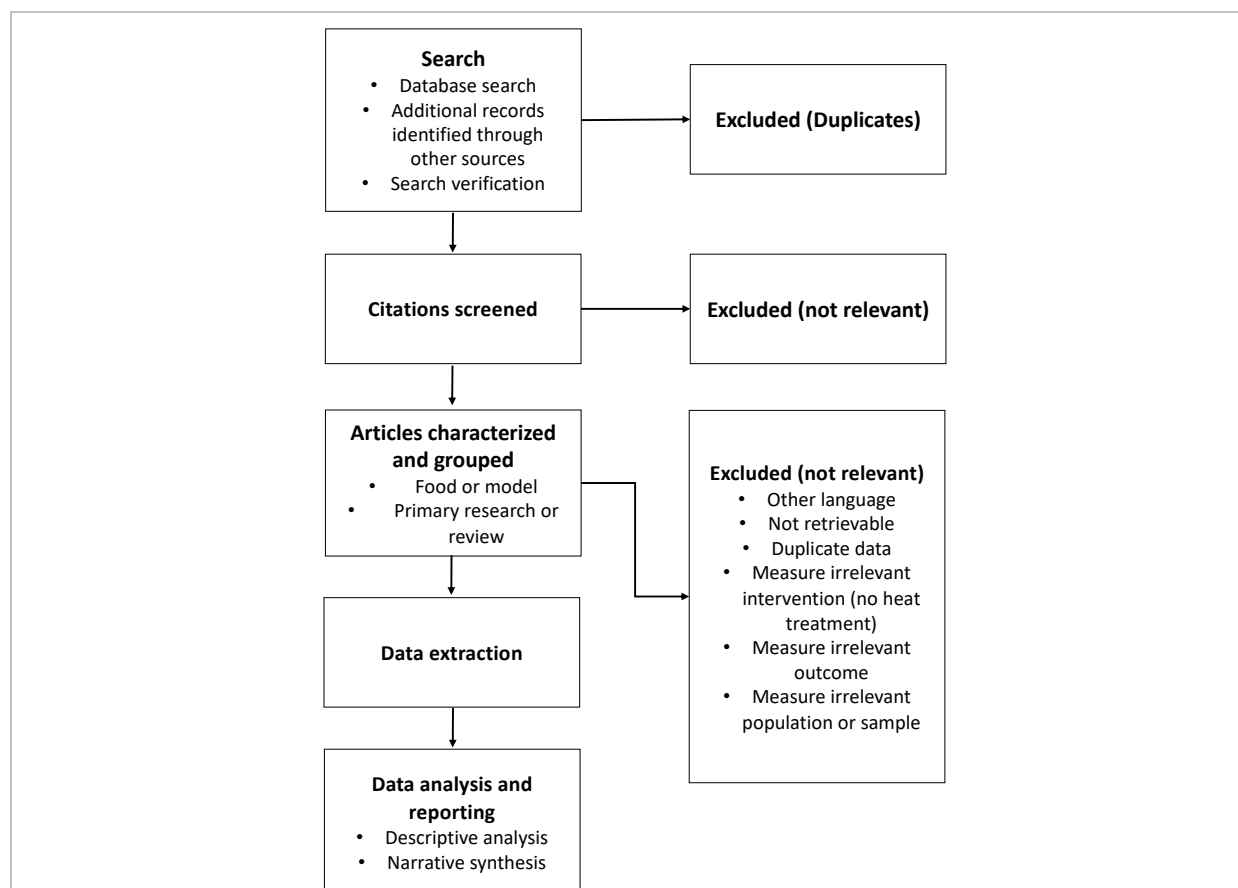 Search
• Database search
• Additional records
identified through
other sources
• Search verification
Excluded (Duplicates)
Citations screened
Excluded (not relevant)
Articles characterized
and grouped
• Food or model
• Primary research or
review
Excluded (not relevant)
• Other language
• Not retrievable
• Duplicate data
• Measure irrelevant
intervention (no heat
treatment)
• Measure irrelevant
outcome
• Measure irrelevant
population or sample
Data extraction
Data analysis and
reporting
• Descriptive analysis
• Narrative synthesis